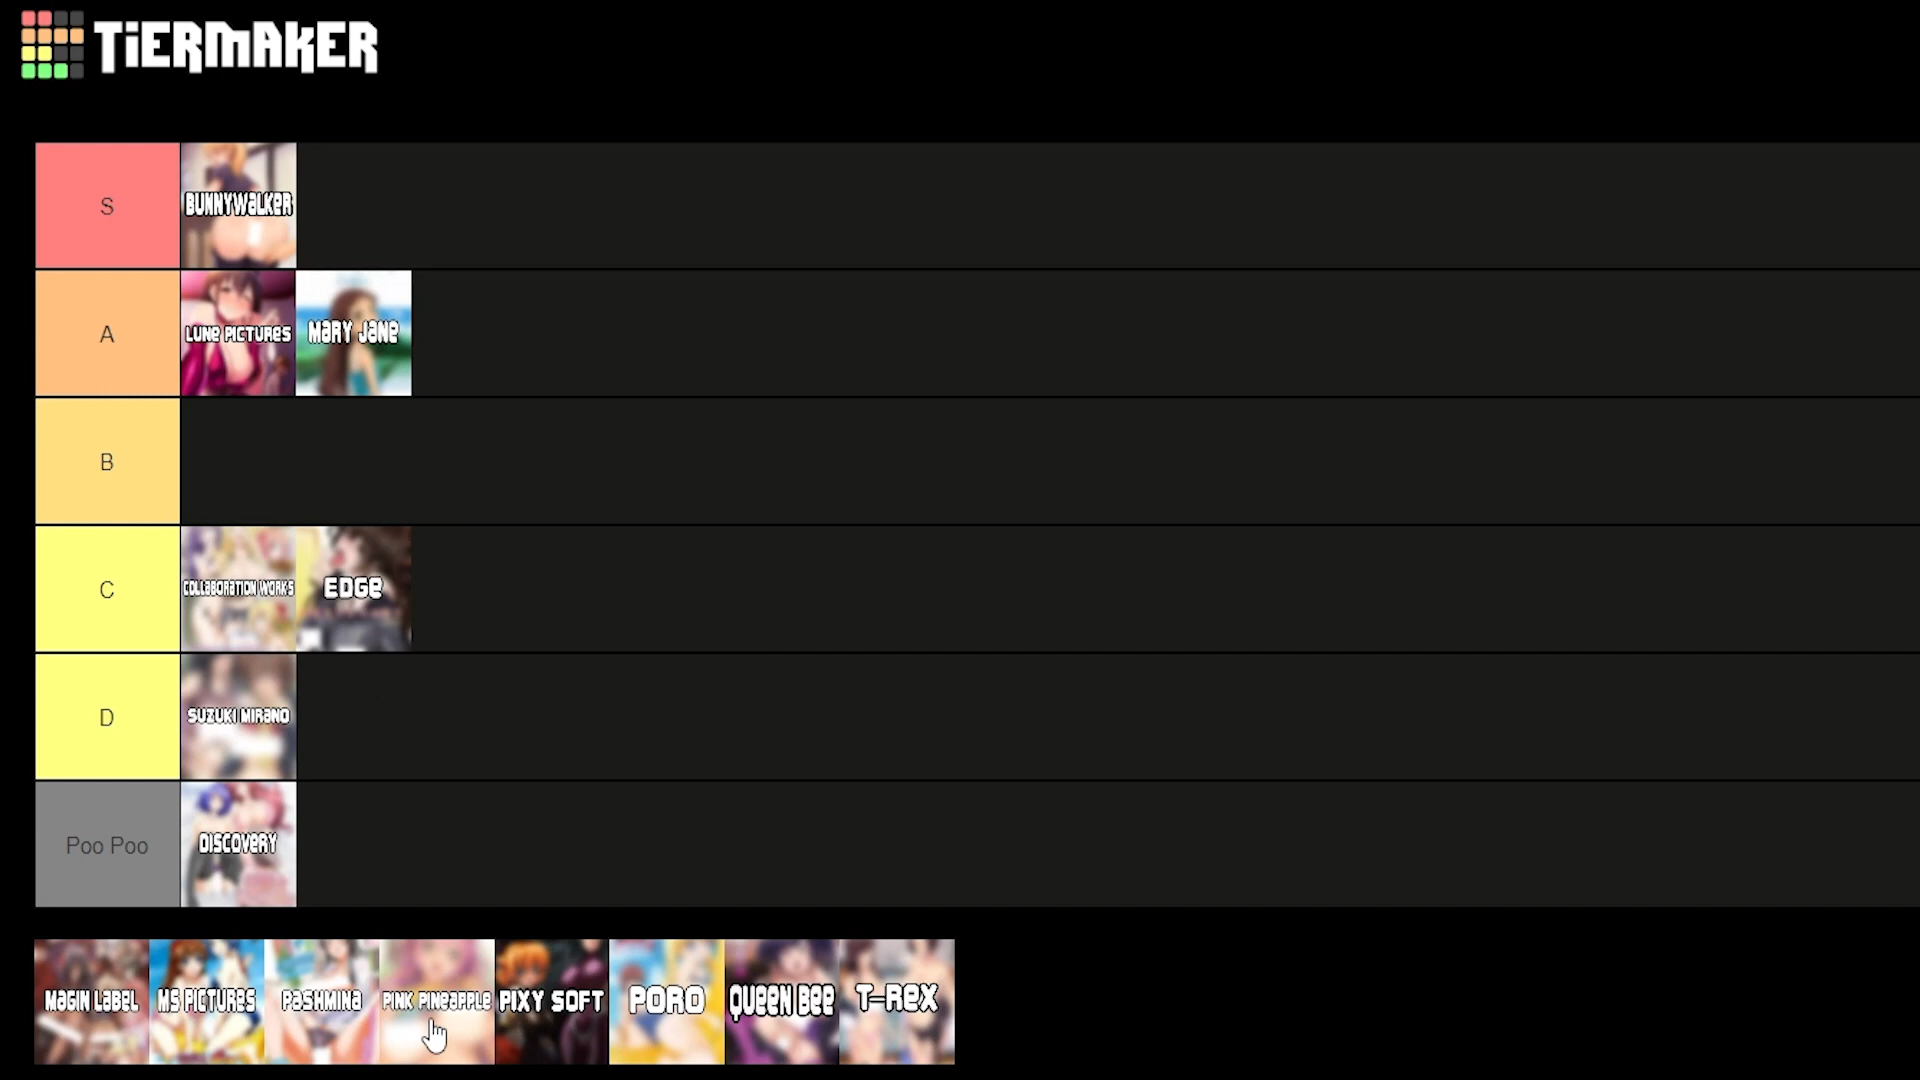 TiERMAKER
S
BUNNYWALKER
A
LUNE PICTURES
MARY JANE
B
C
COLLABORATION WORKS
EDGE
D
SUZUKI MIRANO
Poo Poo
DISCOVERY
MAGIN LABEL
MS PICTURES
PASHMINA
PINK PINEAPPLE
PIXY SOFT
PORO
QUEEN BEE
T-REX